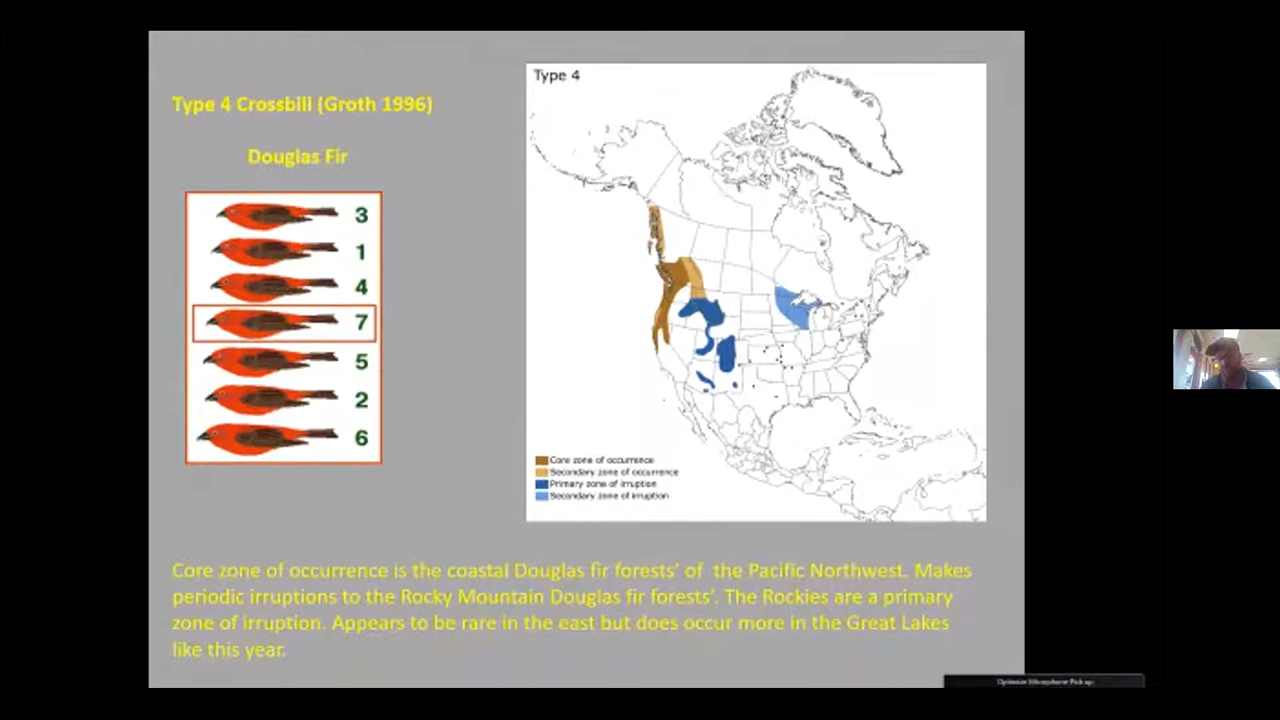 Type 4 Crossbill (Groth 1996)
Douglas Fir
3
1
4
7
5
2
6
Type 4
Core zone of occurrence
Secondary zone of occurrence
Primary zone of irruption
Secondary zone of irruption
Core zone of occurrence is the coastal Douglas fir forests' of the Pacific Northwest. Makes
periodic irruptions to the Rocky Mountain Douglas fir forests'. The Rockies are a primary
zone of irruption. Appears to be rare in the east but does occur more in the Great Lakes
like this year.
Optimize Microphone Pick up